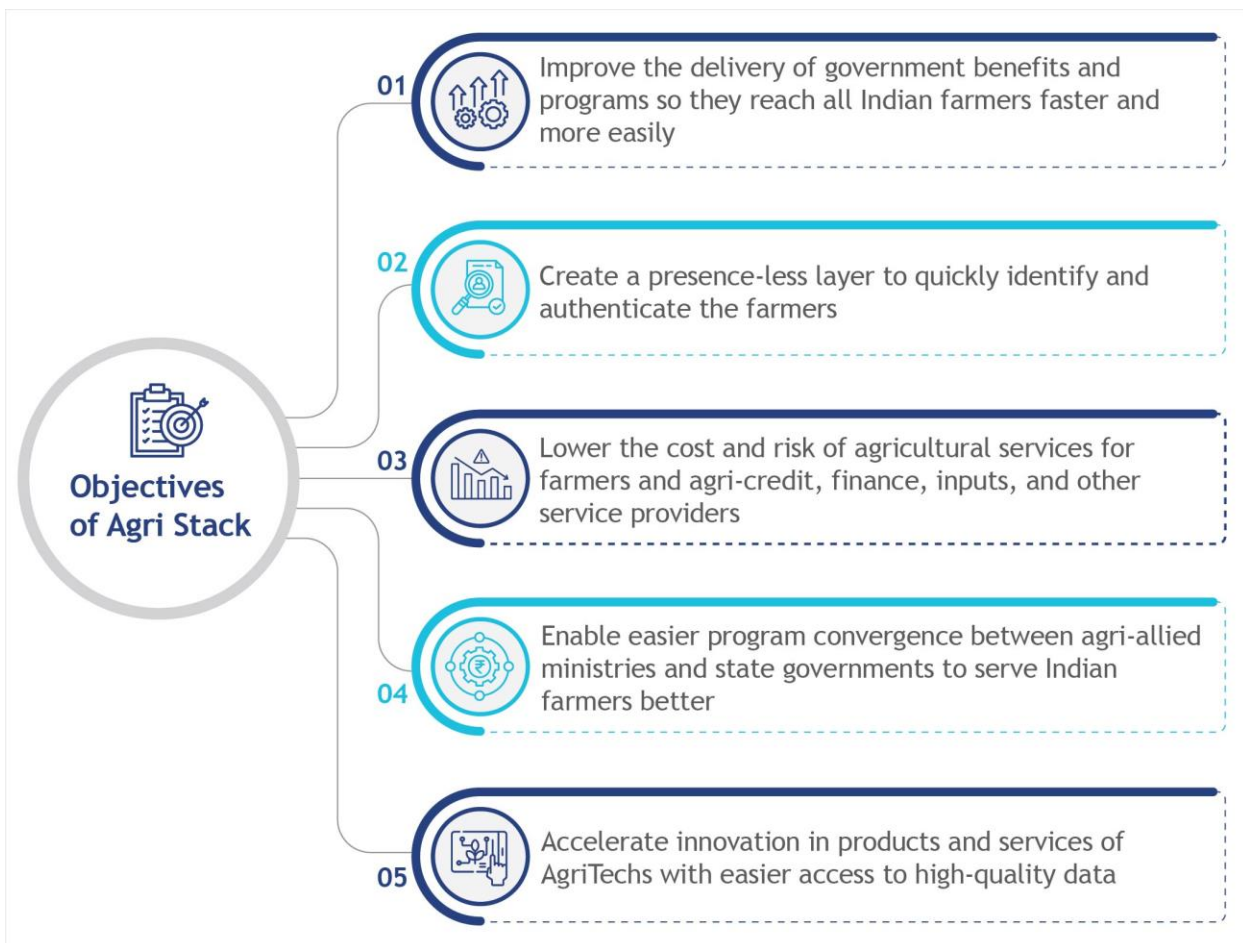 Objectives
of Agri Stack
01
Improve the delivery of government benefits and
programs so they reach all Indian farmers faster and
more easily
02
Create a presence-less layer to quickly identify and
authenticate the farmers
03
Lower the cost and risk of agricultural services for
farmers and agri-credit, finance, inputs, and other
service providers
04
Enable easier program convergence between agri-allied
ministries and state governments to serve Indian
farmers better
05
Accelerate innovation in products and services of
AgriTechs with easier access to high-quality data